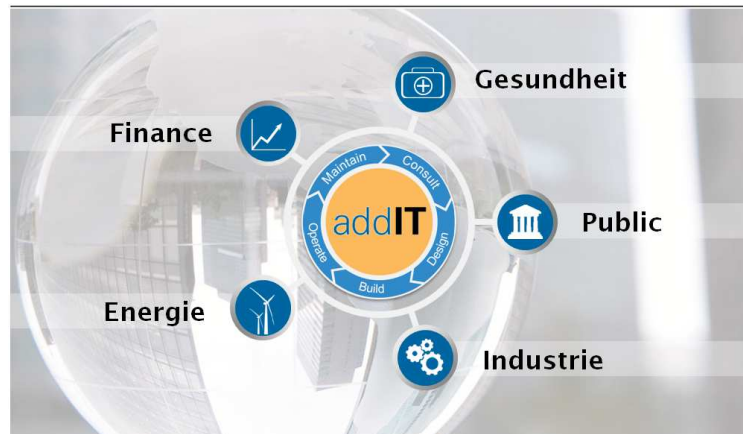 Gesundheit
Finance
Maintain
Consult
addIT
Public
Operate
Design
Build
Energie
Industrie